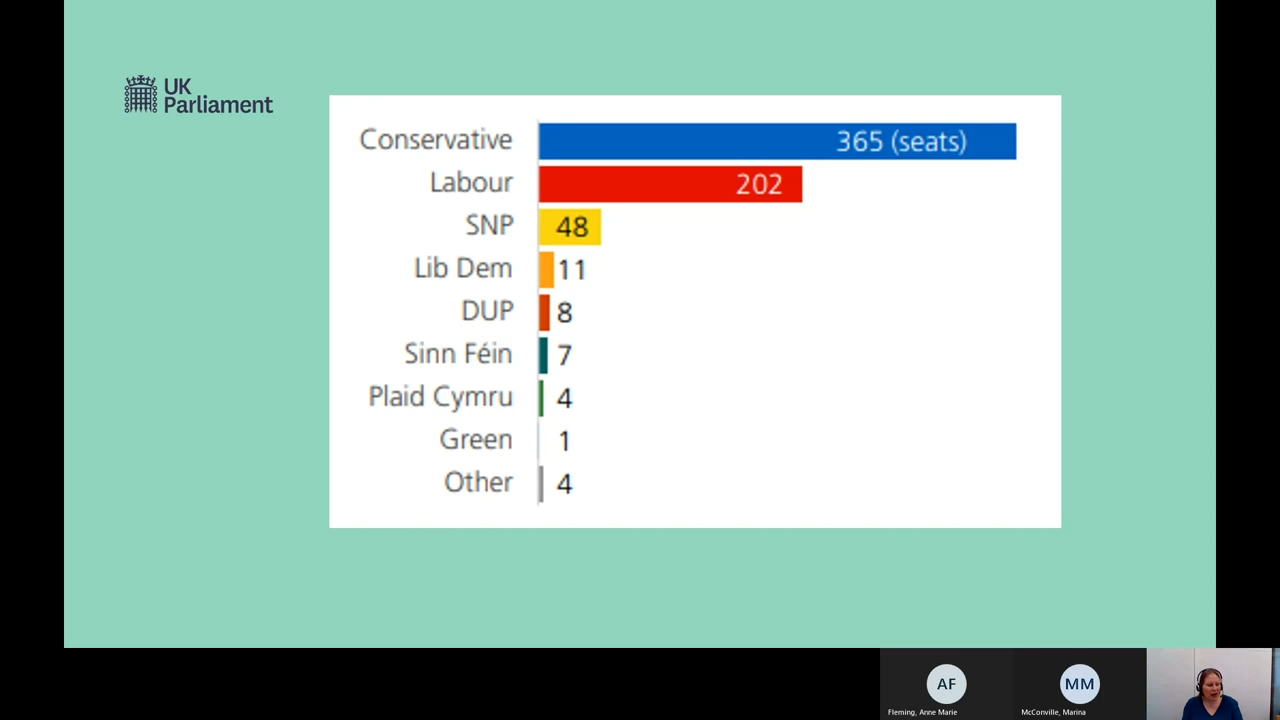 UK
Parliament
Conservative 365 (seats)
Labour 202
SNP 48
Lib Dem 11
DUP 8
Sinn Féin 7
Plaid Cymru 4
Green 1
Other 4
AF
Fleming, Anne Marie
MM
McConville, Marina